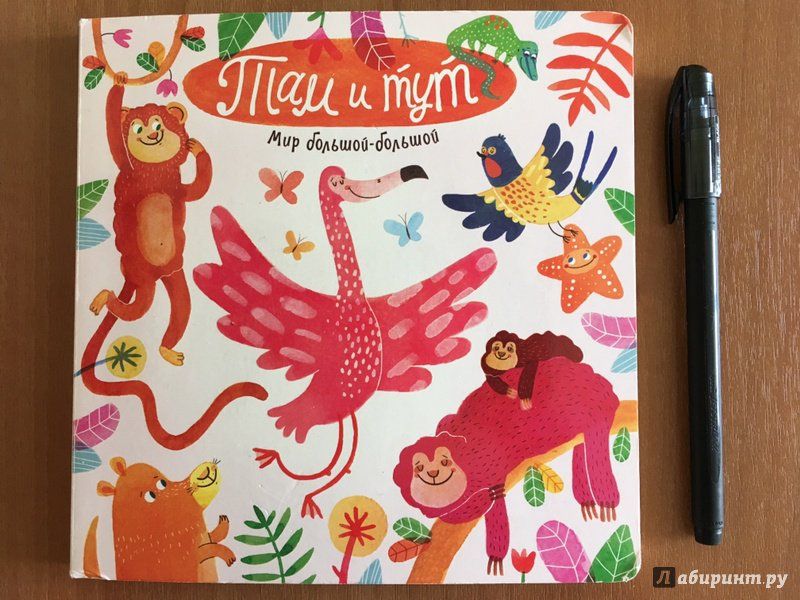 Там и тут
Мир большой-большой
Лабиринт.ру